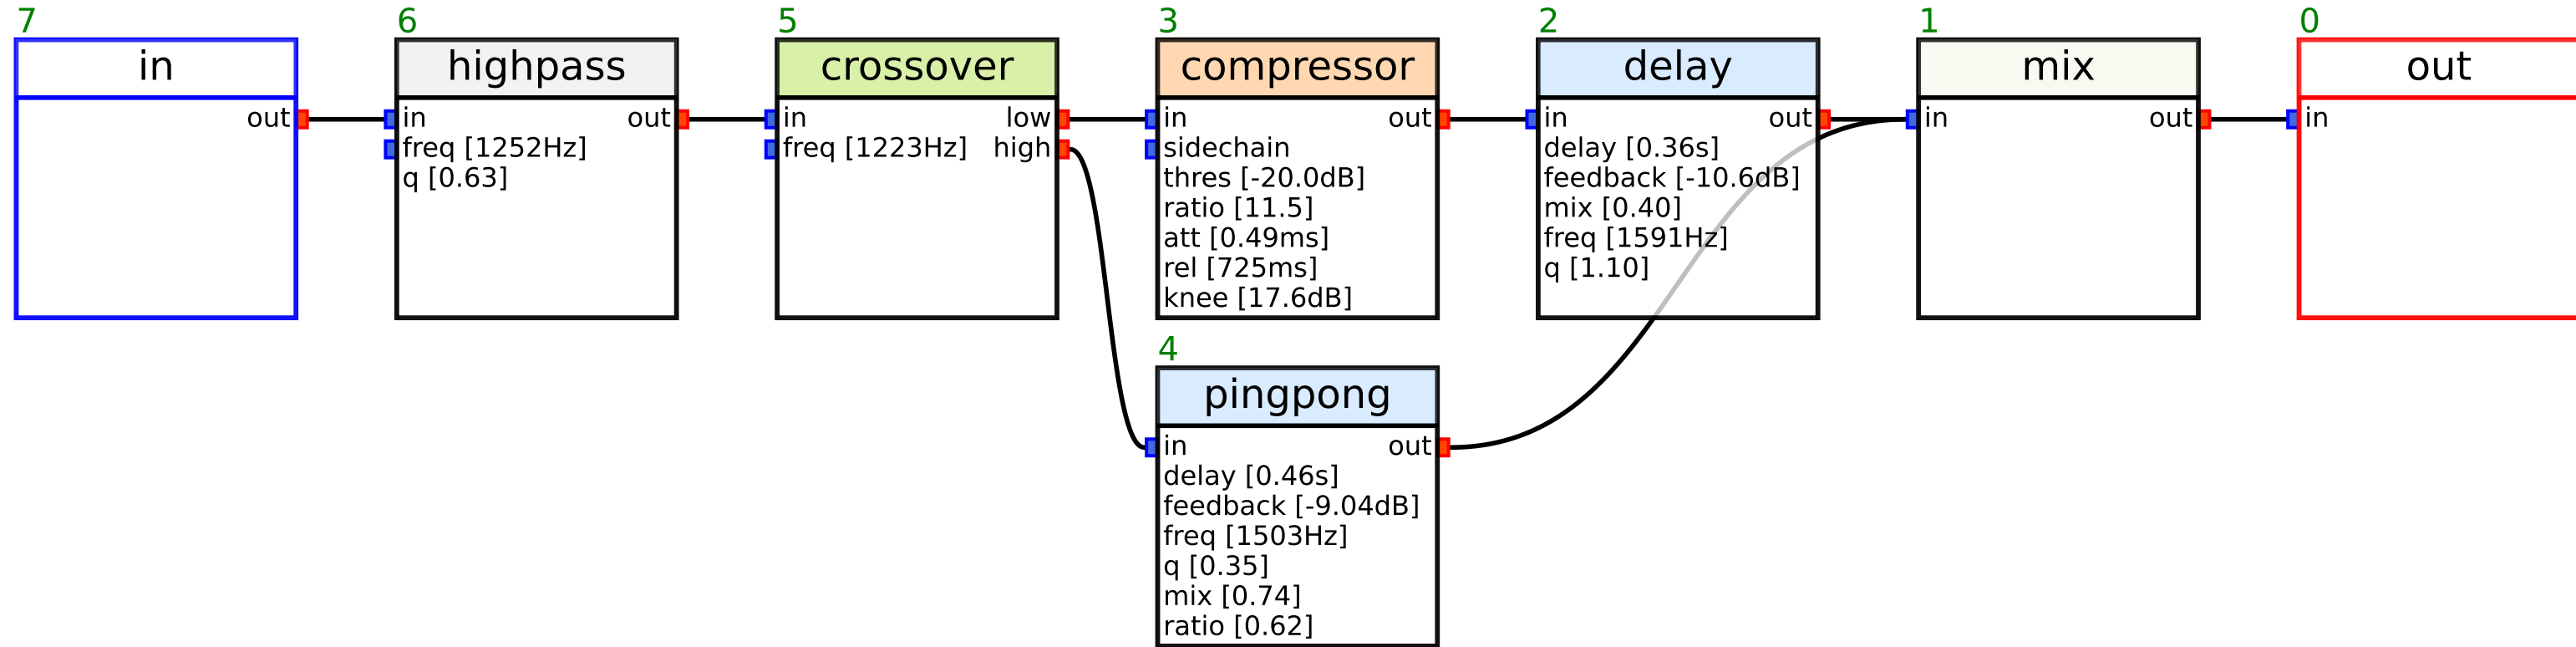 7
in
out
6
highpass
in out
freq [1252Hz]
q [0.63]
5
crossover
in low
freq [1223Hz] high
3
compressor
in out
sidechain
thres [-20.0dB]
ratio [11.5]
att [0.49ms]
rel [725ms]
knee [17.6dB]
2
delay
in out
delay [0.36s]
feedback [-10.6dB]
mix [0.40]
freq [1591Hz]
q [1.10]
1
mix
in out
0
out
in
4
pingpong
in out
delay [0.46s]
feedback [-9.04dB]
freq [1503Hz]
q [0.35]
mix [0.74]
ratio [0.62]